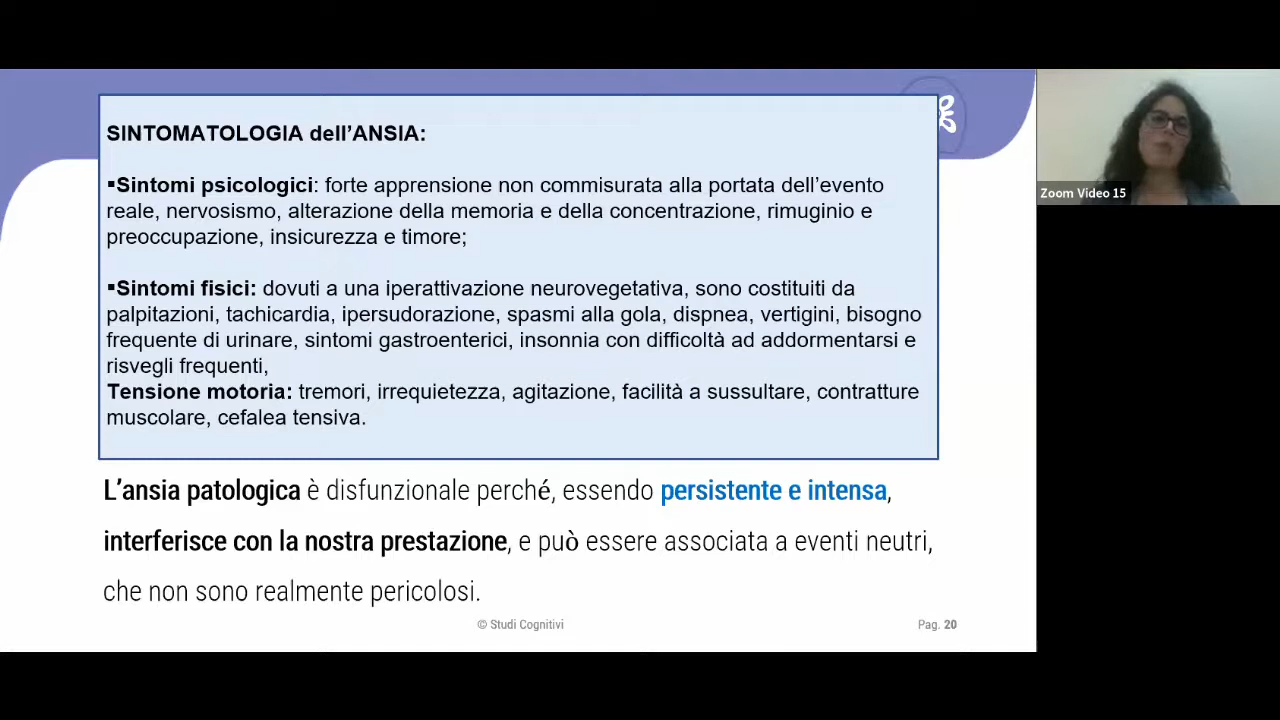 SINTOMATOLOGIA dell'ANSIA:
▪Sintomi psicologici: forte apprensione non commisurata alla portata dell'evento
reale, nervosismo, alterazione della memoria e della concentrazione, rimuginio e
preoccupazione, insicurezza e timore;
▪Sintomi fisici: dovuti a una iperattivazione neurovegetativa, sono costituiti da
palpitazioni, tachicardia, ipersudorazione, spasmi alla gola, dispnea, vertigini, bisogno
frequente di urinare, sintomi gastroenterici, insonnia con difficoltà ad addormentarsi e
risvegli frequenti,
Tensione motoria: tremori, irrequietezza, agitazione, facilità a sussultare, contratture
muscolare, cefalea tensiva.
L'ansia patologica è disfunzionale perché, essendo persistente e intensa,
interferisce con la nostra prestazione, e può essere associata a eventi neutri,
che non sono realmente pericolosi.
© Studi Cognitivi
Pag. 20
Zoom Video 15